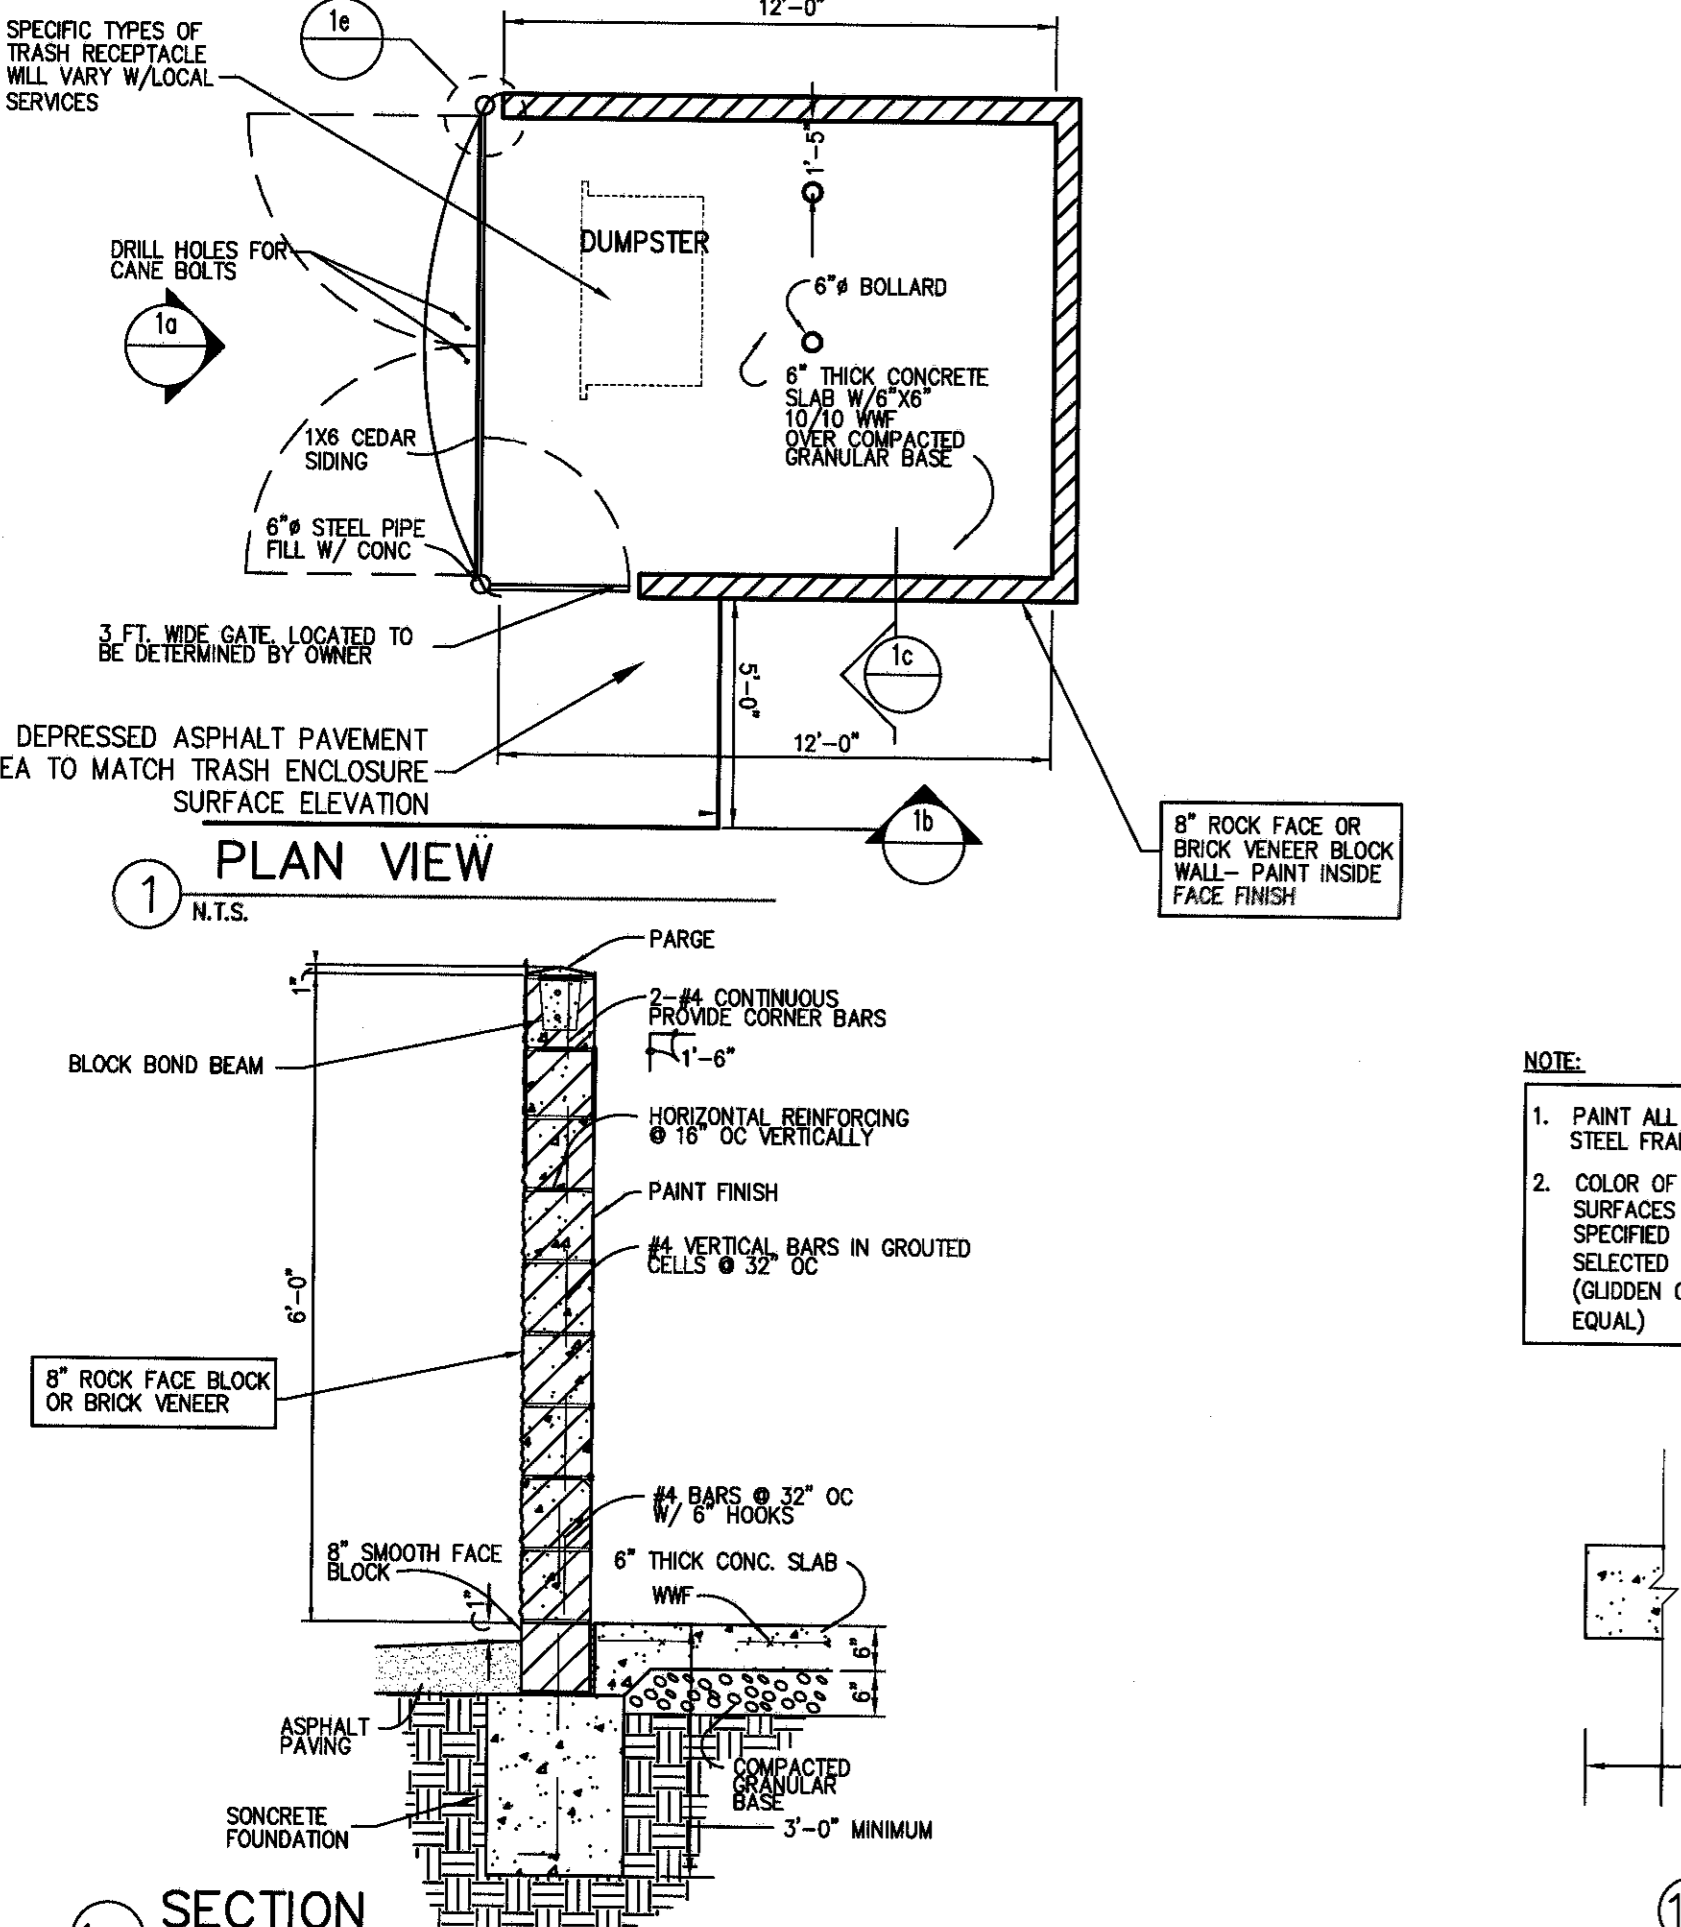 12'-0"
SPECIFIC TYPES OF
TRASH RECEPTACLE
WILL VARY W/LOCAL
SERVICES
1e
1'-5"
DUMPSTER
DRILL HOLES FOR
CANE BOLTS
1a
6"ø BOLLARD
6" THICK CONCRETE
SLAB W/6"X6"
10/10 WWF
OVER COMPACTED
GRANULAR BASE
1X6 CEDAR
SIDING
6"ø STEEL PIPE
FILL W/ CONC
3 FT. WIDE GATE, LOCATED TO
BE DETERMINED BY OWNER
1c
5'-0"
12'-0"
DEPRESSED ASPHALT PAVEMENT
EA TO MATCH TRASH ENCLOSURE
SURFACE ELEVATION
1b
8" ROCK FACE OR
BRICK VENEER BLOCK
WALL- PAINT INSIDE
FACE FINISH
1
PLAN VIEW
N.T.S.
PARGE
1"
2-#4 CONTINUOUS
PROVIDE CORNER BARS
1'-6"
BLOCK BOND BEAM
HORIZONTAL REINFORCING
@ 16" OC VERTICALLY
PAINT FINISH
#4 VERTICAL BARS IN GROUTED
CELLS @ 32" OC
6'-0"
8" ROCK FACE BLOCK
OR BRICK VENEER
#4 BARS @ 32" OC
W/ 6" HOOKS
8" SMOOTH FACE
BLOCK
6" THICK CONC. SLAB
WWF
1"
6"
6"
ASPHALT
PAVING
COMPACTED
GRANULAR
BASE
SONCRETE
FOUNDATION
3'-0" MINIMUM
SECTION
NOTE:
1. PAINT ALL
STEEL FRA
2. COLOR OF
SURFACES
SPECIFIED
SELECTED
(GLIDDEN
EQUAL)
1